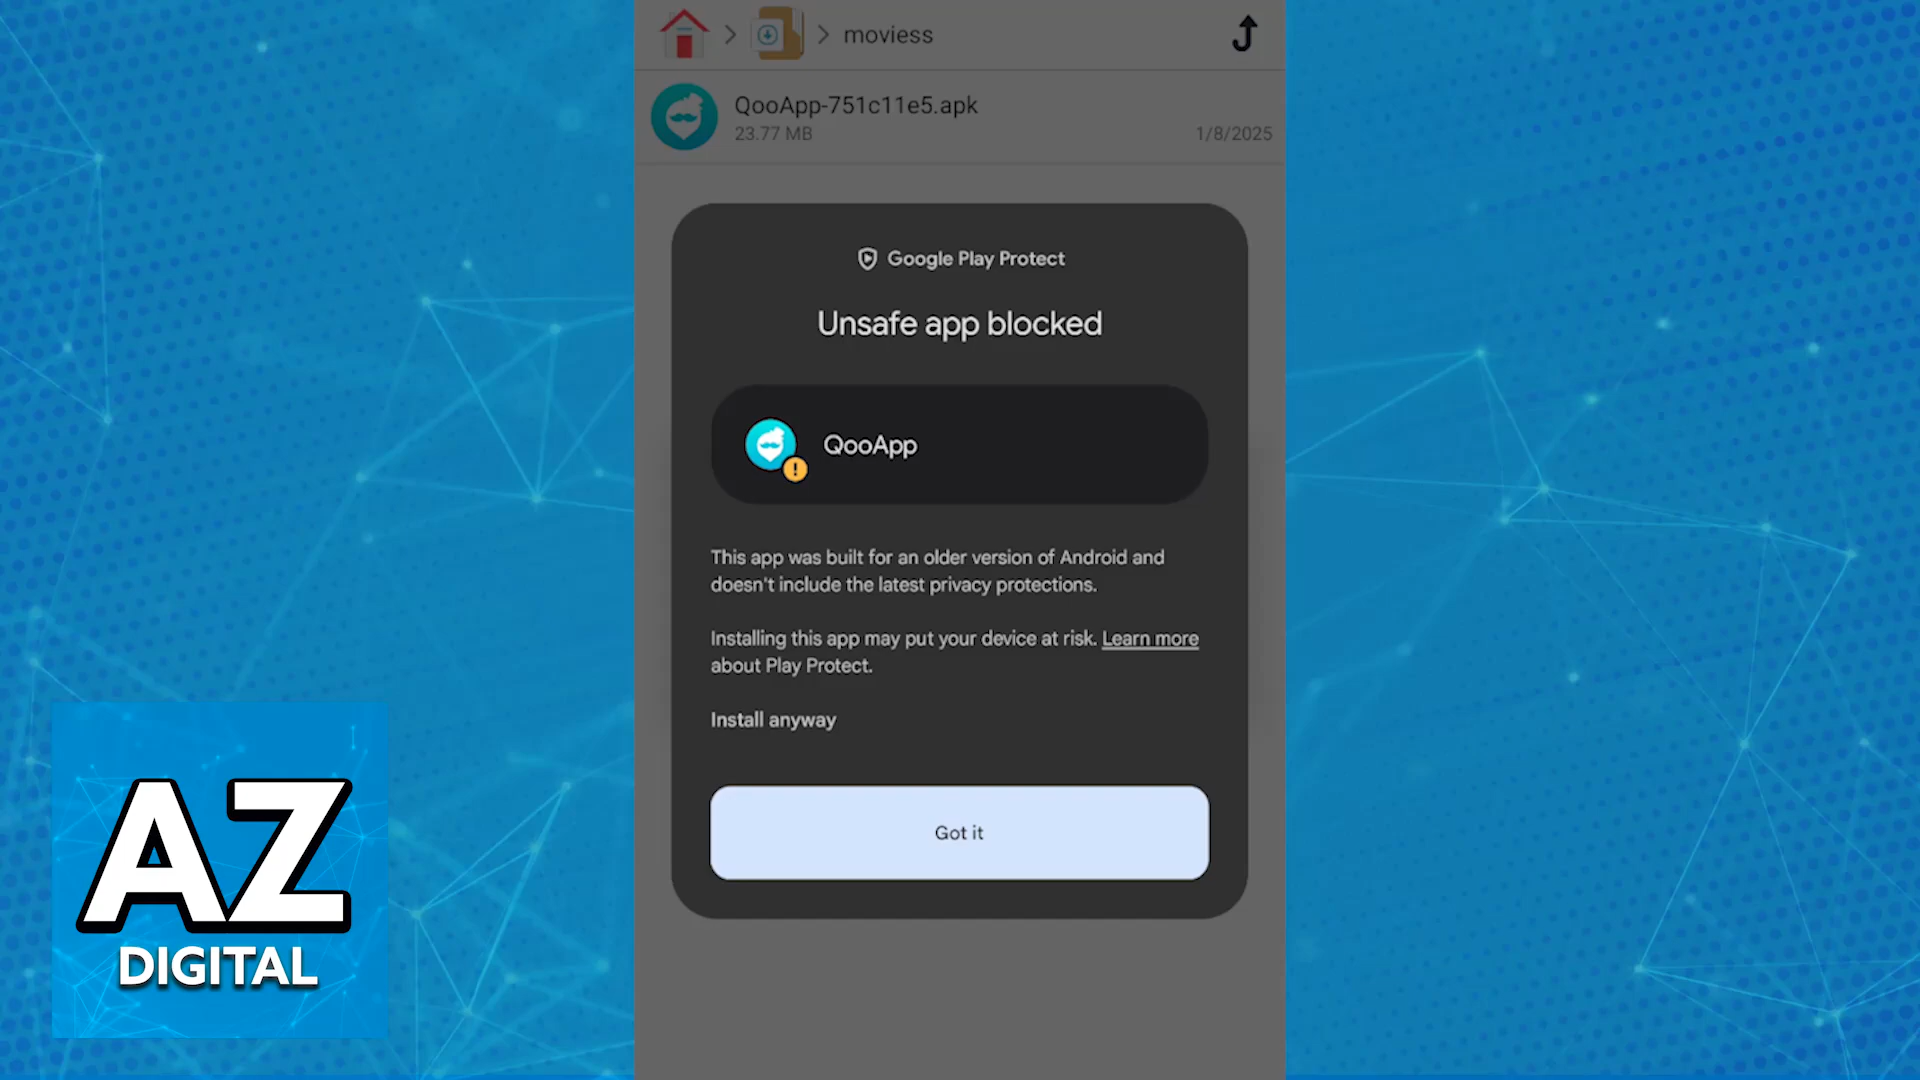 moviess
QooApp-751c11e5.apk
23.77 MB
1/8/2025
Google Play Protect
Unsafe app blocked
QooApp
This app was built for an older version of Android and
doesn't include the latest privacy protections.
Installing this app may put your device at risk. Learn more
about Play Protect.
Install anyway
Got it
AZ
DIGITAL